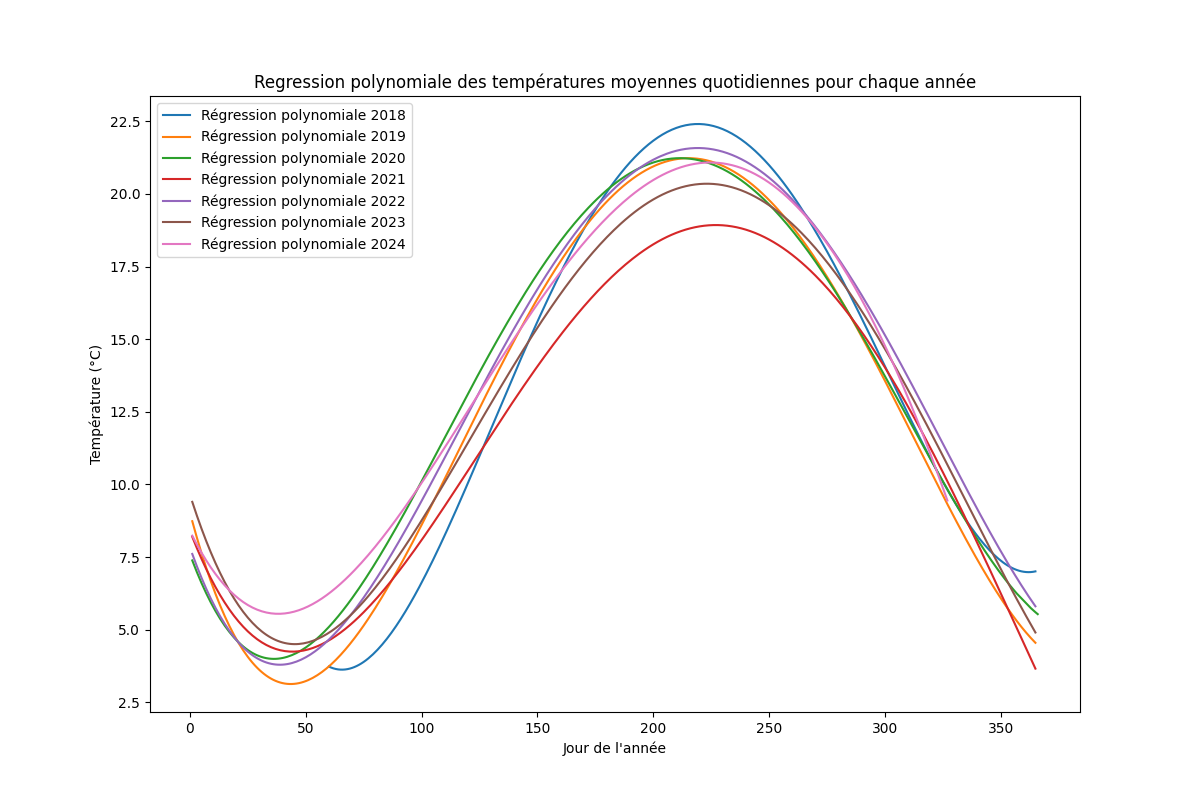 Regression polynomiale des températures moyennes quotidiennes pour chaque année
Régression polynomiale 2018
Régression polynomiale 2019
Régression polynomiale 2020
Régression polynomiale 2021
Régression polynomiale 2022
Régression polynomiale 2023
Régression polynomiale 2024
Température (°C)
22.5
20.0
17.5
15.0
12.5
10.0
7.5
5.0
2.5
0 50 100 150 200 250 300 350
Jour de l'année